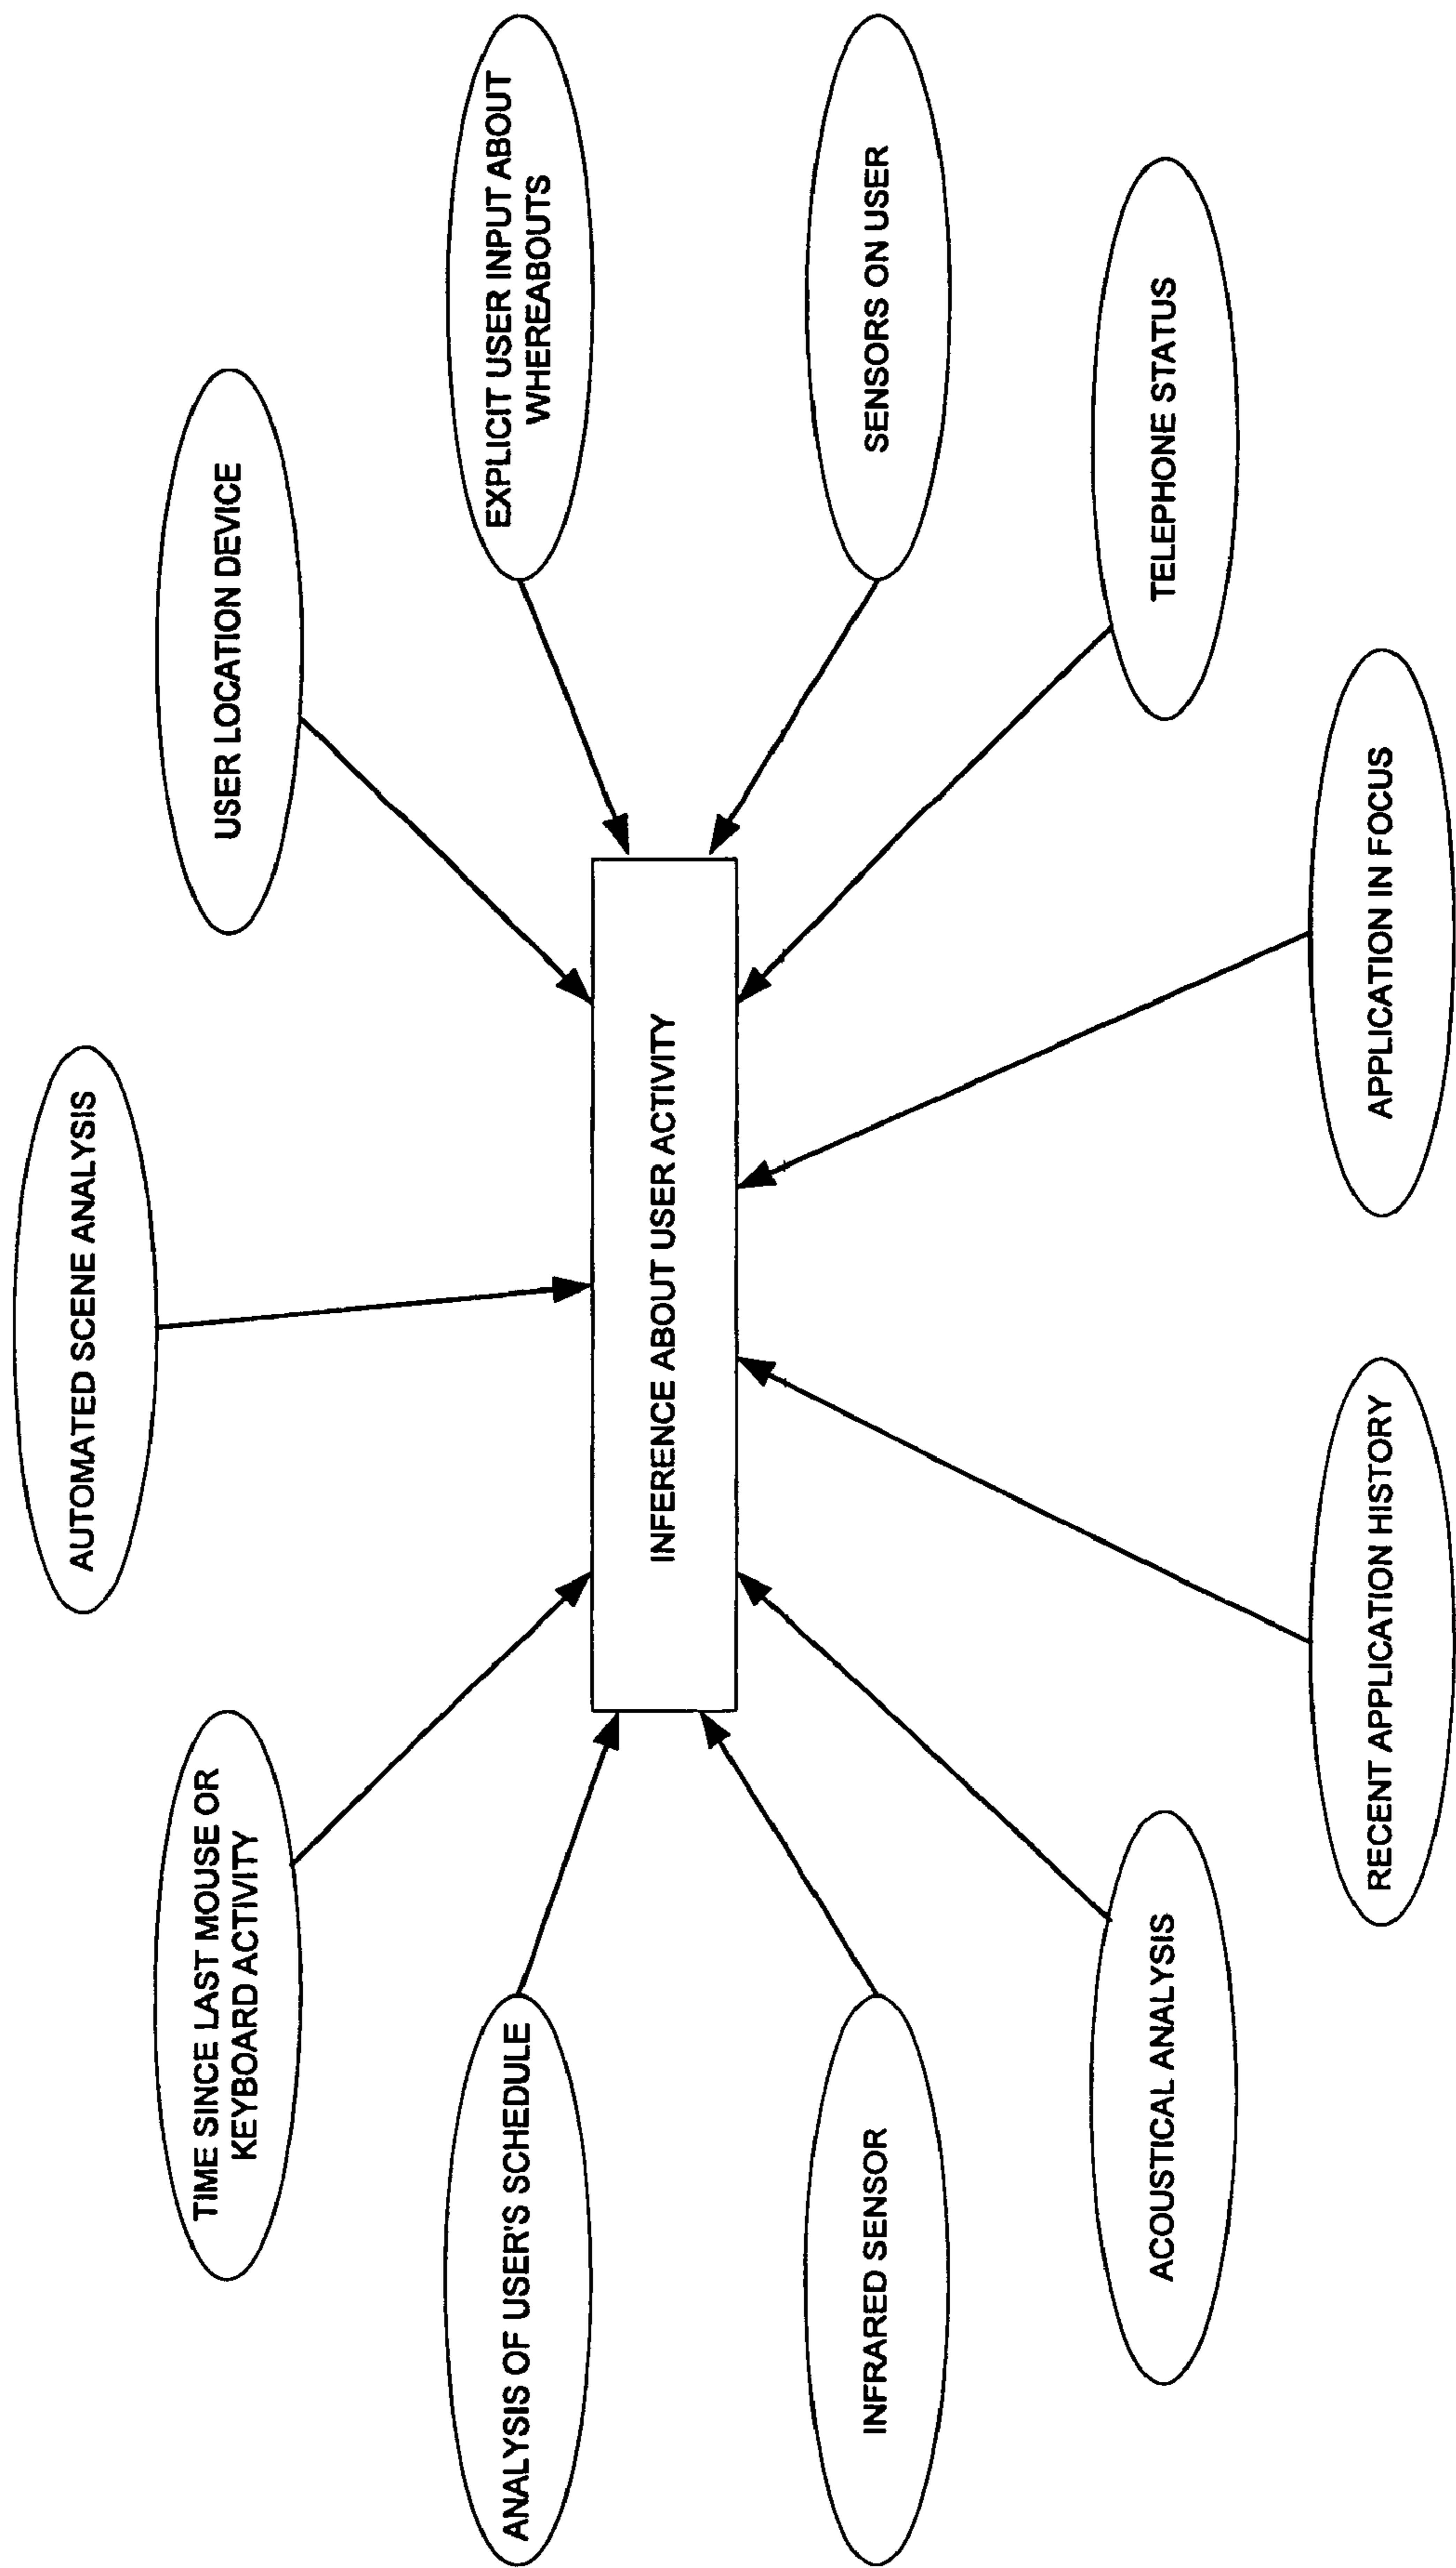 AUTOMATED SCENE ANALYSIS
TIME SINCE LAST MOUSE OR
KEYBOARD ACTIVITY
USER LOCATION DEVICE
ANALYSIS OF USER'S SCHEDULE
EXPLICIT USER INPUT ABOUT
WHEREABOUTS
INFERENCE ABOUT USER ACTIVITY
INFRARED SENSOR
SENSORS ON USER
ACOUSTICAL ANALYSIS
TELEPHONE STATUS
RECENT APPLICATION HISTORY
APPLICATION IN FOCUS